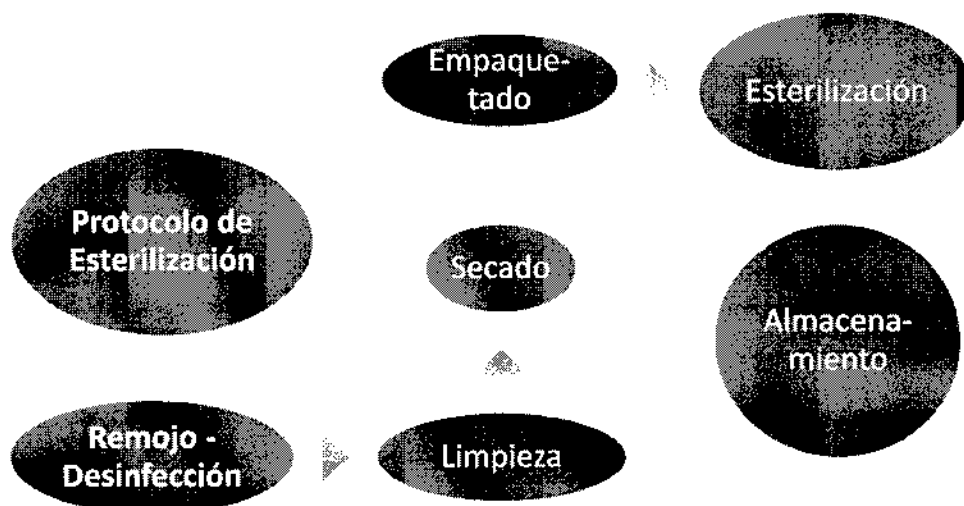 Protocolo de
Esterilización
Remojo -
Desinfección
Limpieza
Secado
Empaque-
tado
Esterilización
Almacena-
miento